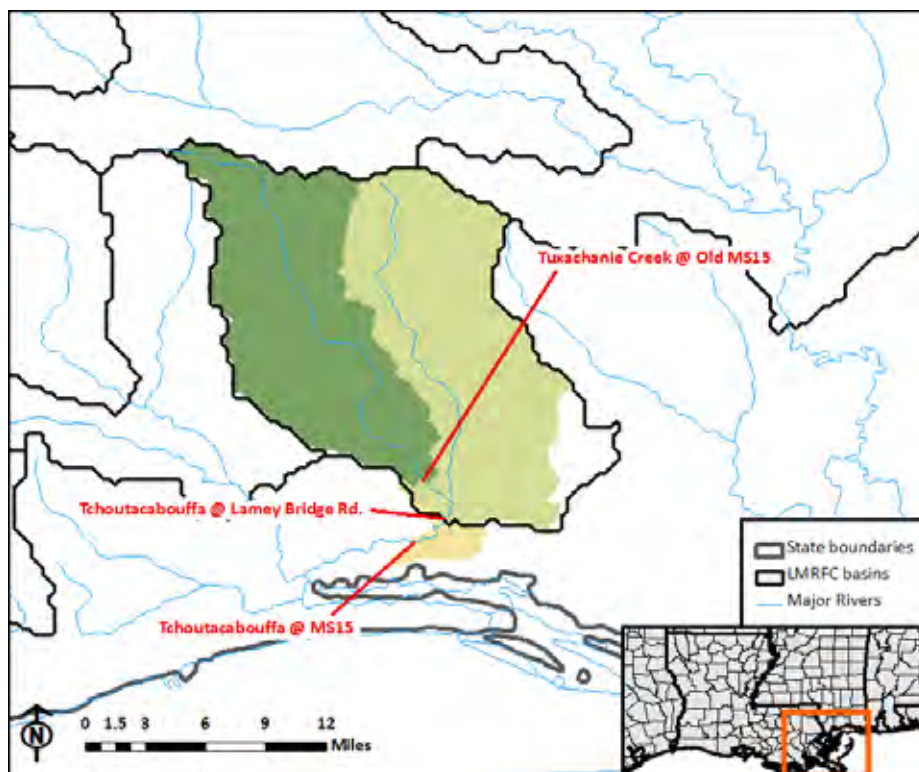 Tuxachanie Creek @ Old MS15
Tchoutacabouffa @ Lamey Bridge Rd.
Tchoutacabouffa @ MS15
State boundaries
LMRFC basins
Major Rivers
N
0 1.5 3 6 9 12
Miles